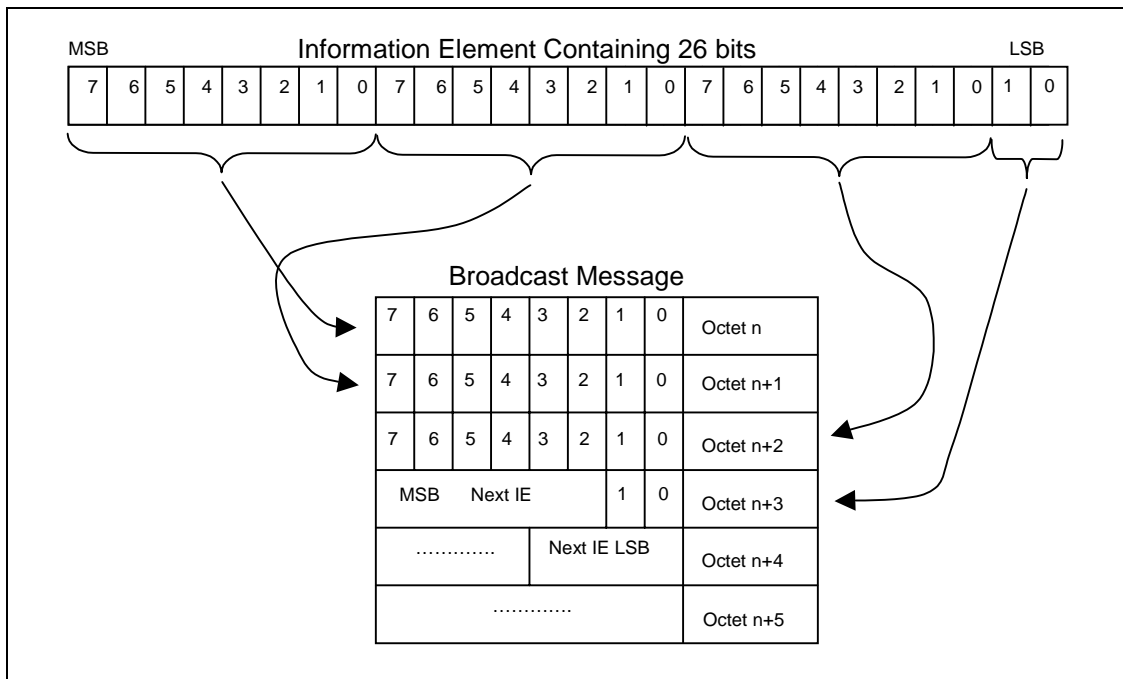 MSB Information Element Containing 26 bits LSB
7 6 5 4 3 2 1 0 7 6 5 4 3 2 1 0 7 6 5 4 3 2 1 0 1 0
Broadcast Message
7 6 5 4 3 2 1 0 Octet n
7 6 5 4 3 2 1 0 Octet n+1
7 6 5 4 3 2 1 0 Octet n+2
MSB Next IE 1 0 Octet n+3
............. Next IE LSB Octet n+4
............. Octet n+5